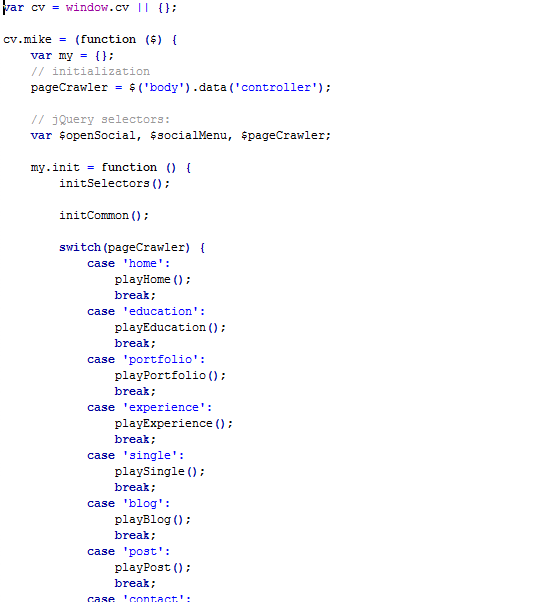 var cv = window.cv || {};
cv.mike = (function ($) {
var my = {};
// initialization
pageCrawler = $('body').data('controller');
// jQuery selectors:
var $openSocial, $socialMenu, $pageCrawler;
my.init = function () {
initSelectors();
initCommon();
switch(pageCrawler) {
case 'home':
playHome();
break;
case 'education':
playEducation();
break;
case 'portfolio':
playPortfolio();
break;
case 'experience':
playExperience();
break;
case 'single':
playSingle();
break;
case 'blog':
playBlog();
break;
case 'post':
playPost();
break;
case 'contact':